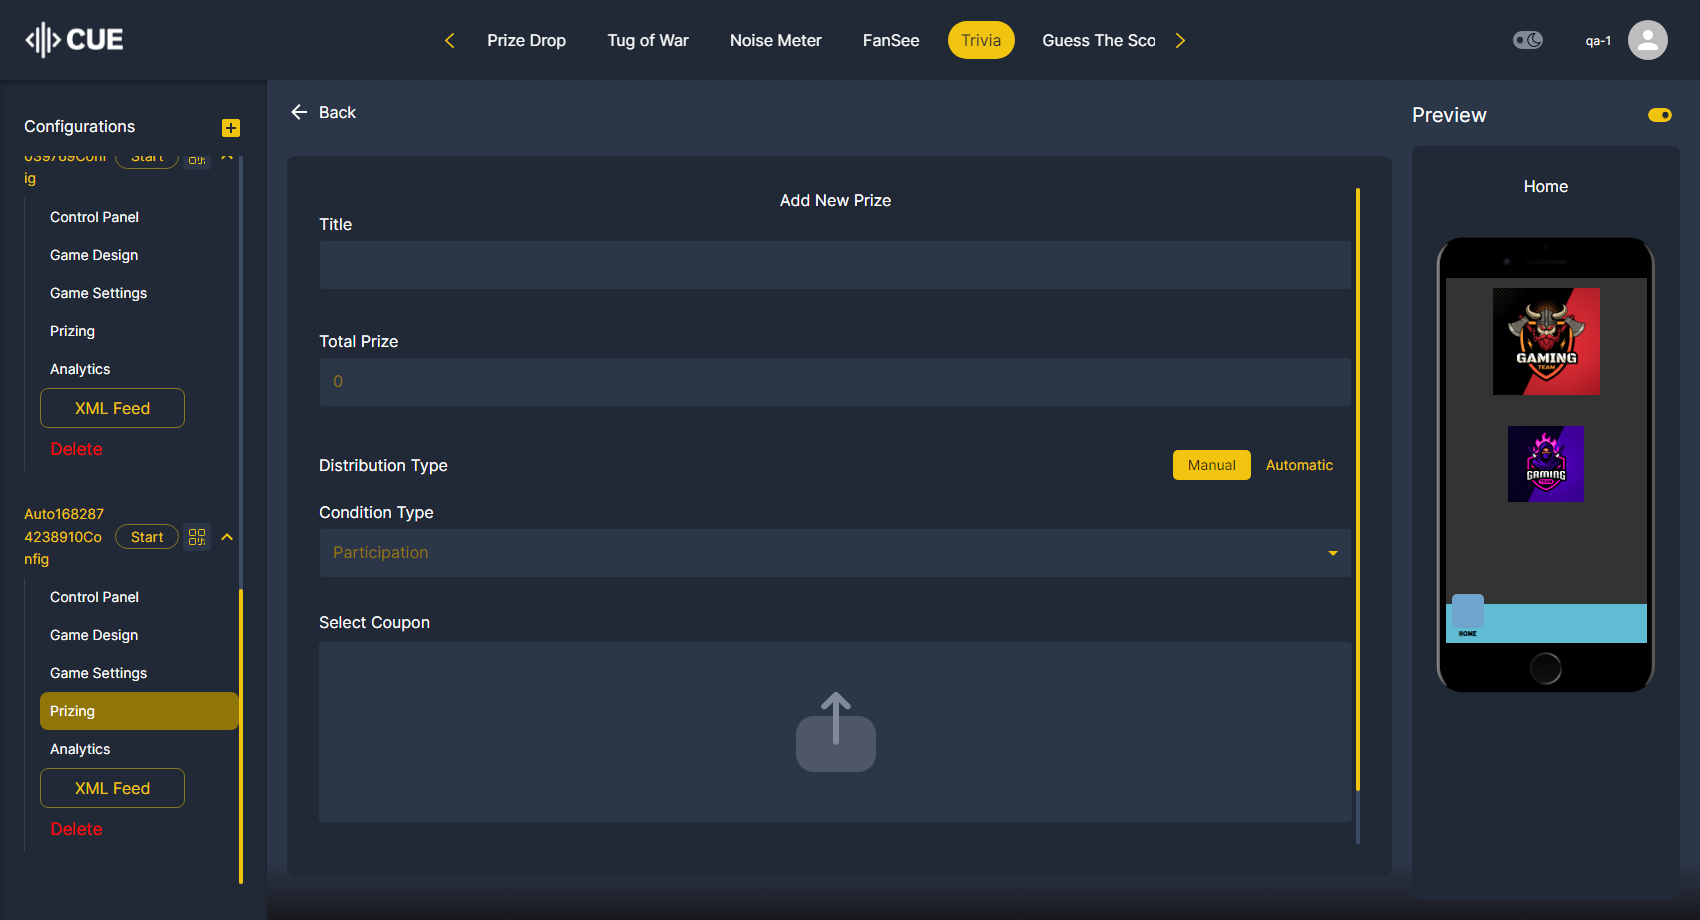 CUE
Prize Drop
Tug of War
Noise Meter
FanSee
Trivia
Guess The Sco
qa-1
Configurations
ig
Start
Control Panel
Game Design
Game Settings
Prizing
Analytics
XML Feed
Delete
Auto168287
4238910Co
nfig
Start
Control Panel
Game Design
Game Settings
Prizing
Analytics
XML Feed
Delete
Back
Add New Prize
Title
Total Prize
0
Distribution Type
Manual
Automatic
Condition Type
Participation
Select Coupon
Preview
Home
GAMING
TEAM
GAMING
HOME